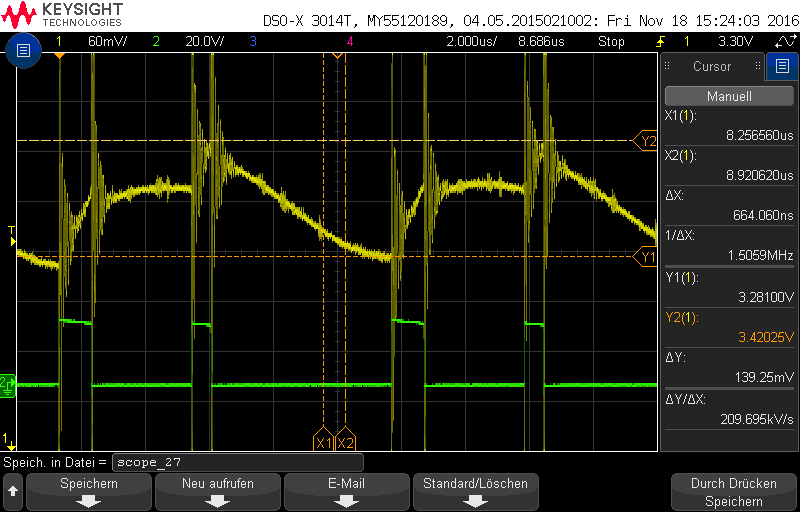 KEYSIGHT
TECHNOLOGIES
DSO-X 3014T, MY55120189, 04.05.2015021002: Fri Nov 18 15:24:03 2016
1 60mV/ 2 20.0V/ 3 4 2.000us/ 8.686us Stop 1 3.30V
Cursor
Manuell
X1(1):
8.256560us
X2(1):
8.920620us
ΔX:
664.060ns
1/ΔX:
1.5059MHz
Y1(1):
3.28100V
Y2(1):
3.42025V
ΔY:
139.25mV
ΔY/ΔX:
209.695kV/s
Y2
T
Y1
2
1
X1 X2
Speich. in Datei = scope_27
Speichern
Neu aufrufen
E-Mail
Standard/Löschen
Durch Drücken
Speichern